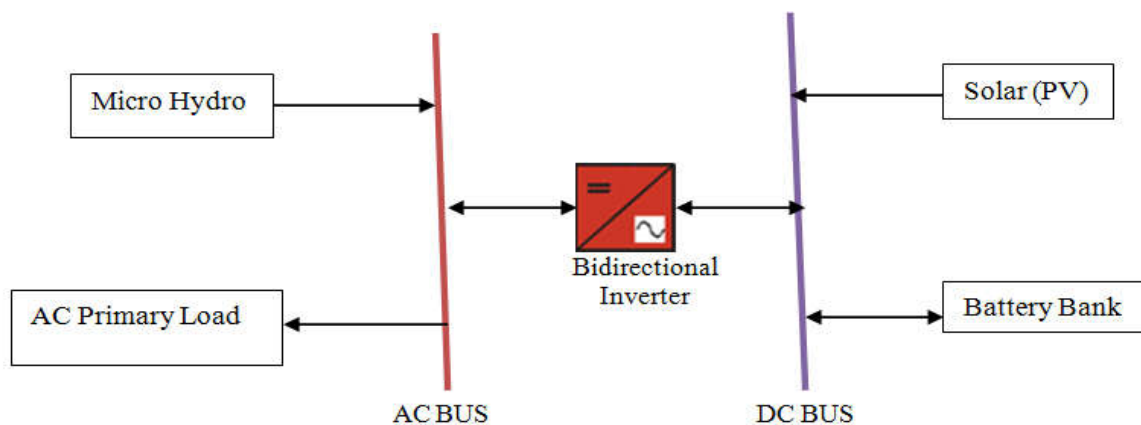 Micro Hydro
Solar (PV)
Bidirectional
Inverter
AC Primary Load
Battery Bank
AC BUS
DC BUS